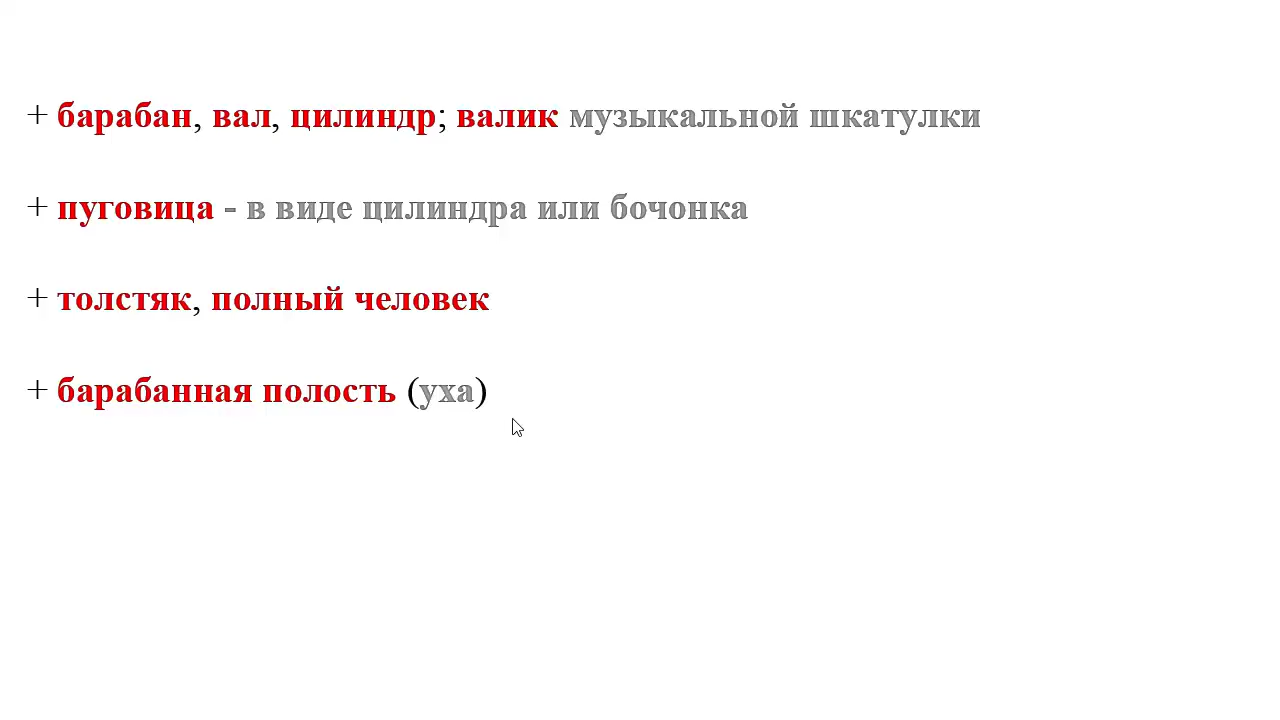 + барабан, вал, цилиндр; валик музыкальной шкатулки
+ пуговица - в виде цилиндра или бочонка
+ толстяк, полный человек
+ барабанная полость (уха)